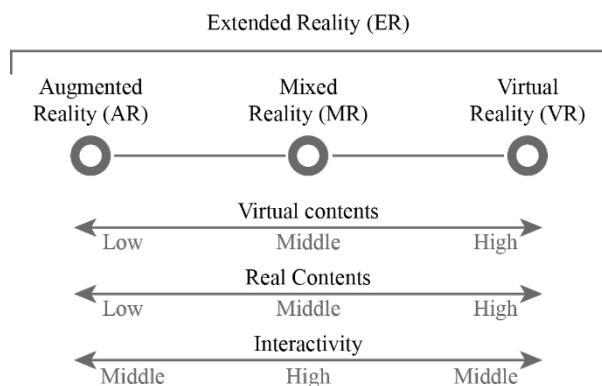 Extended Reality (ER)
Augmented Reality (AR)
Mixed Reality (MR)
Virtual Reality (VR)
Virtual contents
Low Middle High
Real Contents
Low Middle High
Interactivity
Middle High Middle